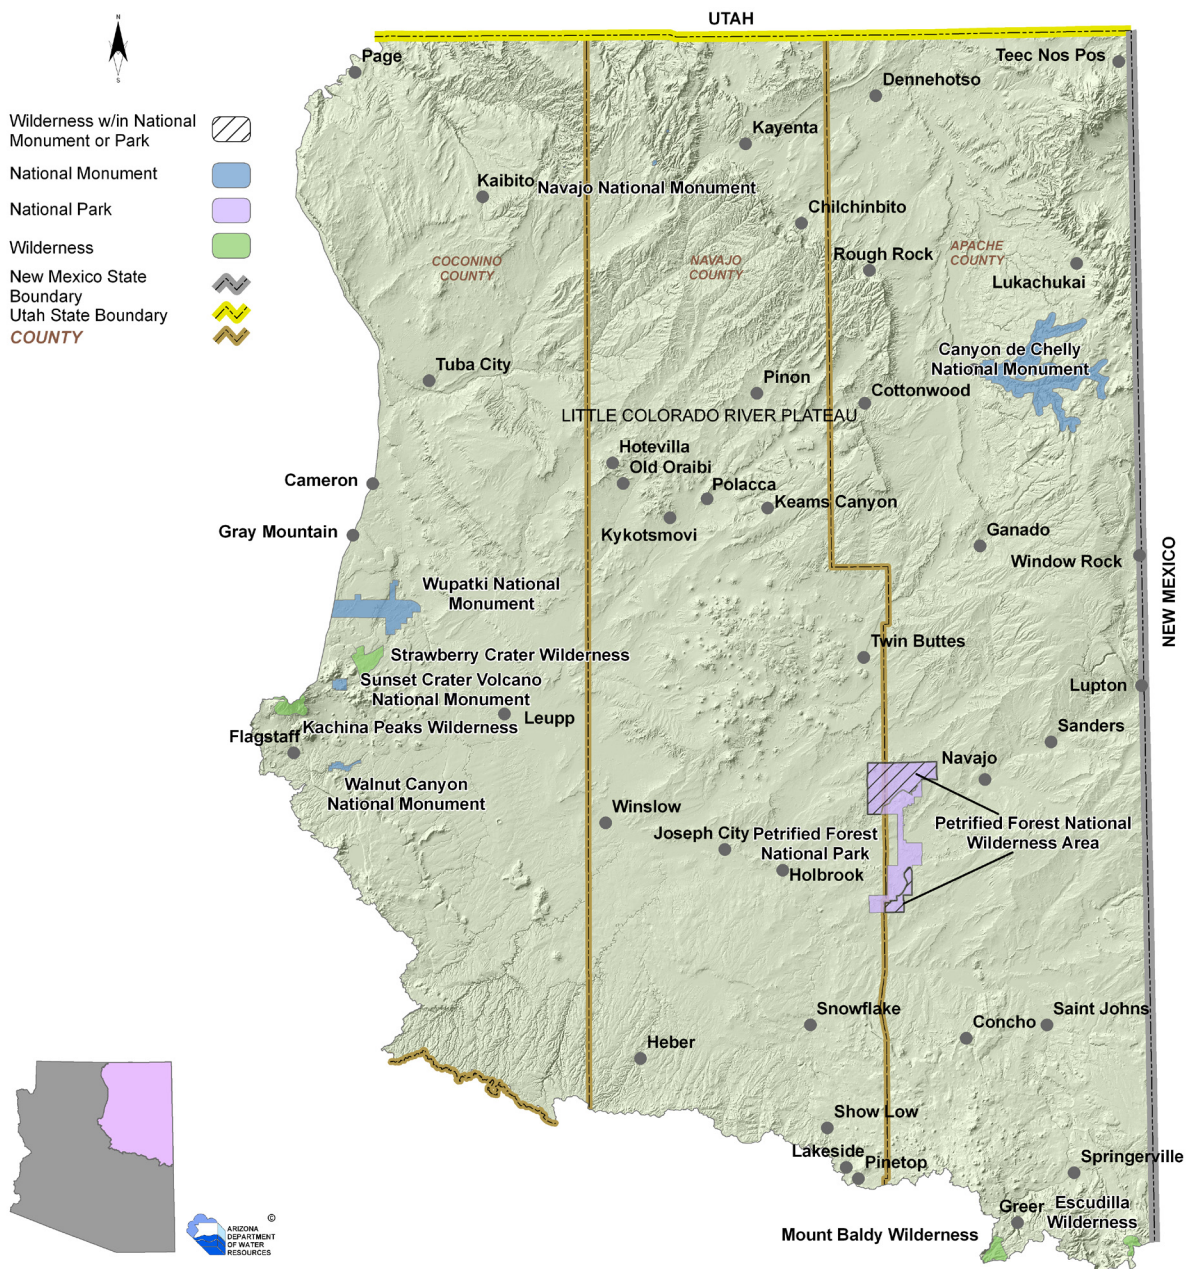 UTAH
N
S
Page
Teec Nos Pos
Dennehotso
Wilderness w/in National
Monument or Park
National Monument
National Park
Wilderness
New Mexico State
Boundary
Utah State Boundary
COUNTY
Kayenta
Kaibito
Navajo National Monument
Chilchinbito
COCONINO
COUNTY
NAVAJO
COUNTY
APACHE
COUNTY
Rough Rock
Lukachukai
Canyon de Chelly
National Monument
Tuba City
Pinon
Cottonwood
LITTLE COLORADO RIVER PLATEAU
Hotevilla
Old Oraibi
Polacca
Keams Canyon
Kykotsmovi
Cameron
Gray Mountain
Ganado
Window Rock
NEW MEXICO
Wupatki National
Monument
Twin Buttes
Strawberry Crater Wilderness
Sunset Crater Volcano
National Monument
Lupton
Leupp
Kachina Peaks Wilderness
Flagstaff
Sanders
Navajo
Walnut Canyon
National Monument
Winslow
Joseph City
Petrified Forest
National Park
Holbrook
Petrified Forest National
Wilderness Area
Snowflake
Concho
Saint Johns
Heber
Show Low
Lakeside
Pinetop
Springerville
Greer
Escudilla
Wilderness
Mount Baldy Wilderness
©
ARIZONA
DEPARTMENT
OF WATER
RESOURCES